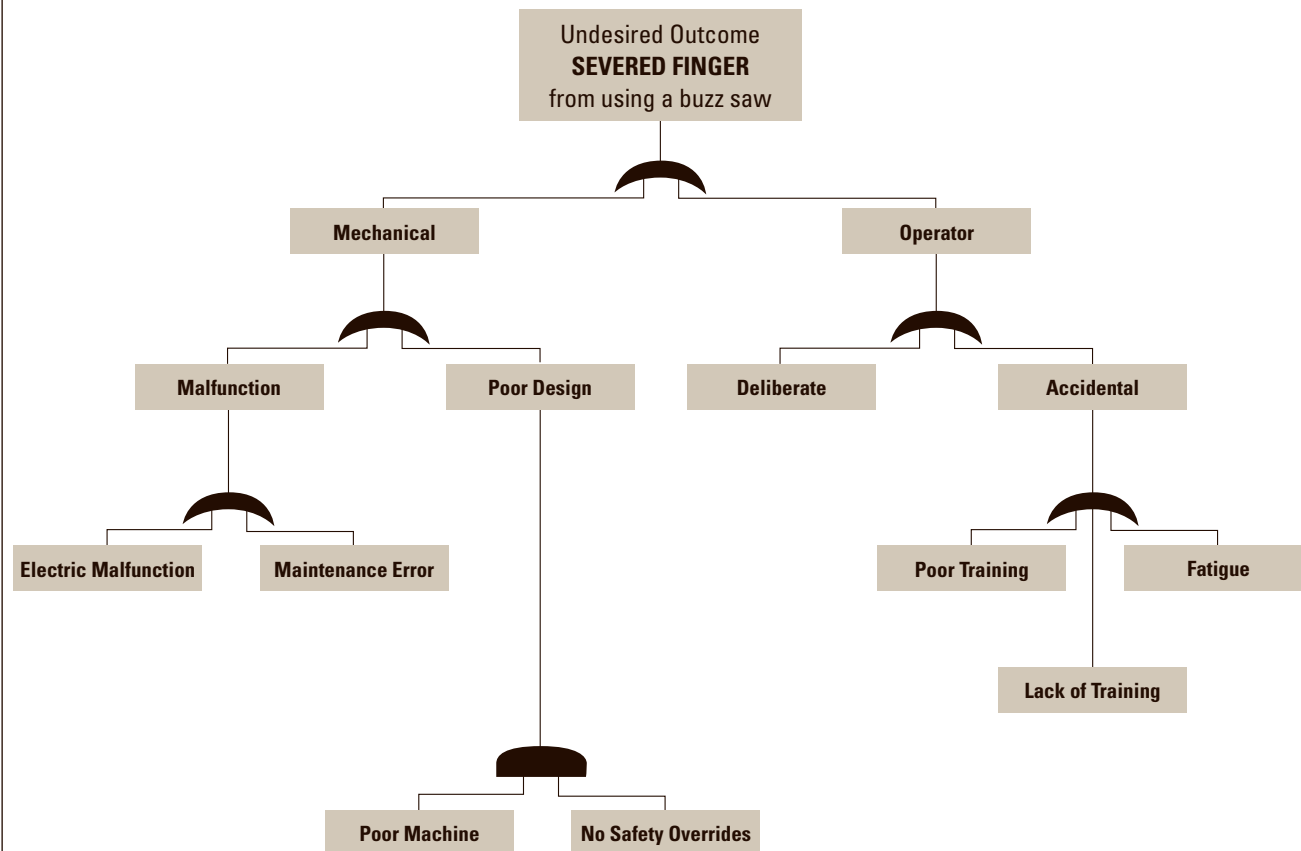 Undesired Outcome
SEVERED FINGER
from using a buzz saw
Mechanical
Operator
Malfunction
Poor Design
Deliberate
Accidental
Electric Malfunction
Maintenance Error
Poor Training
Fatigue
Lack of Training
Poor Machine
No Safety Overrides